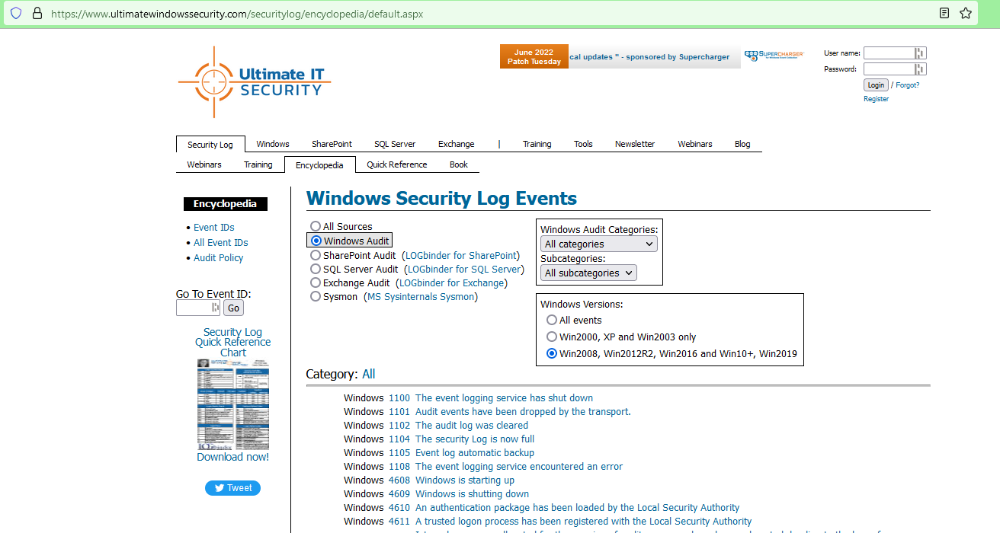 https://www.ultimatewindowssecurity.com/securitylog/encyclopedia/default.aspx
Ultimate IT
SECURITY
June 2022
Patch Tuesday
cal updates " - sponsored by Supercharger
SUPERCHARGER
User name:
Password:
Login / Forgot?
Register
Security Log Windows SharePoint SQL Server Exchange | Training Tools Newsletter Webinars Blog
Webinars Training Encyclopedia Quick Reference Book
Encyclopedia
• Event IDs
• All Event IDs
• Audit Policy
Go To Event ID:
Go
Security Log
Quick Reference
Chart
Download now!
Tweet
Windows Security Log Events
All Sources
Windows Audit
SharePoint Audit (LOGbinder for SharePoint)
SQL Server Audit (LOGbinder for SQL Server)
Exchange Audit (LOGbinder for Exchange)
Sysmon (MS Sysinternals Sysmon)
Windows Audit Categories:
All categories
Subcategories:
All subcategories
Windows Versions:
All events
Win2000, XP and Win2003 only
Win2008, Win2012R2, Win2016 and Win10+, Win2019
Category: All
Windows 1100 The event logging service has shut down
Windows 1101 Audit events have been dropped by the transport.
Windows 1102 The audit log was cleared
Windows 1104 The security Log is now full
Windows 1105 Event log automatic backup
Windows 1108 The event logging service encountered an error
Windows 4608 Windows is starting up
Windows 4609 Windows is shutting down
Windows 4610 An authentication package has been loaded by the Local Security Authority
Windows 4611 A trusted logon process has been registered with the Local Security Authority